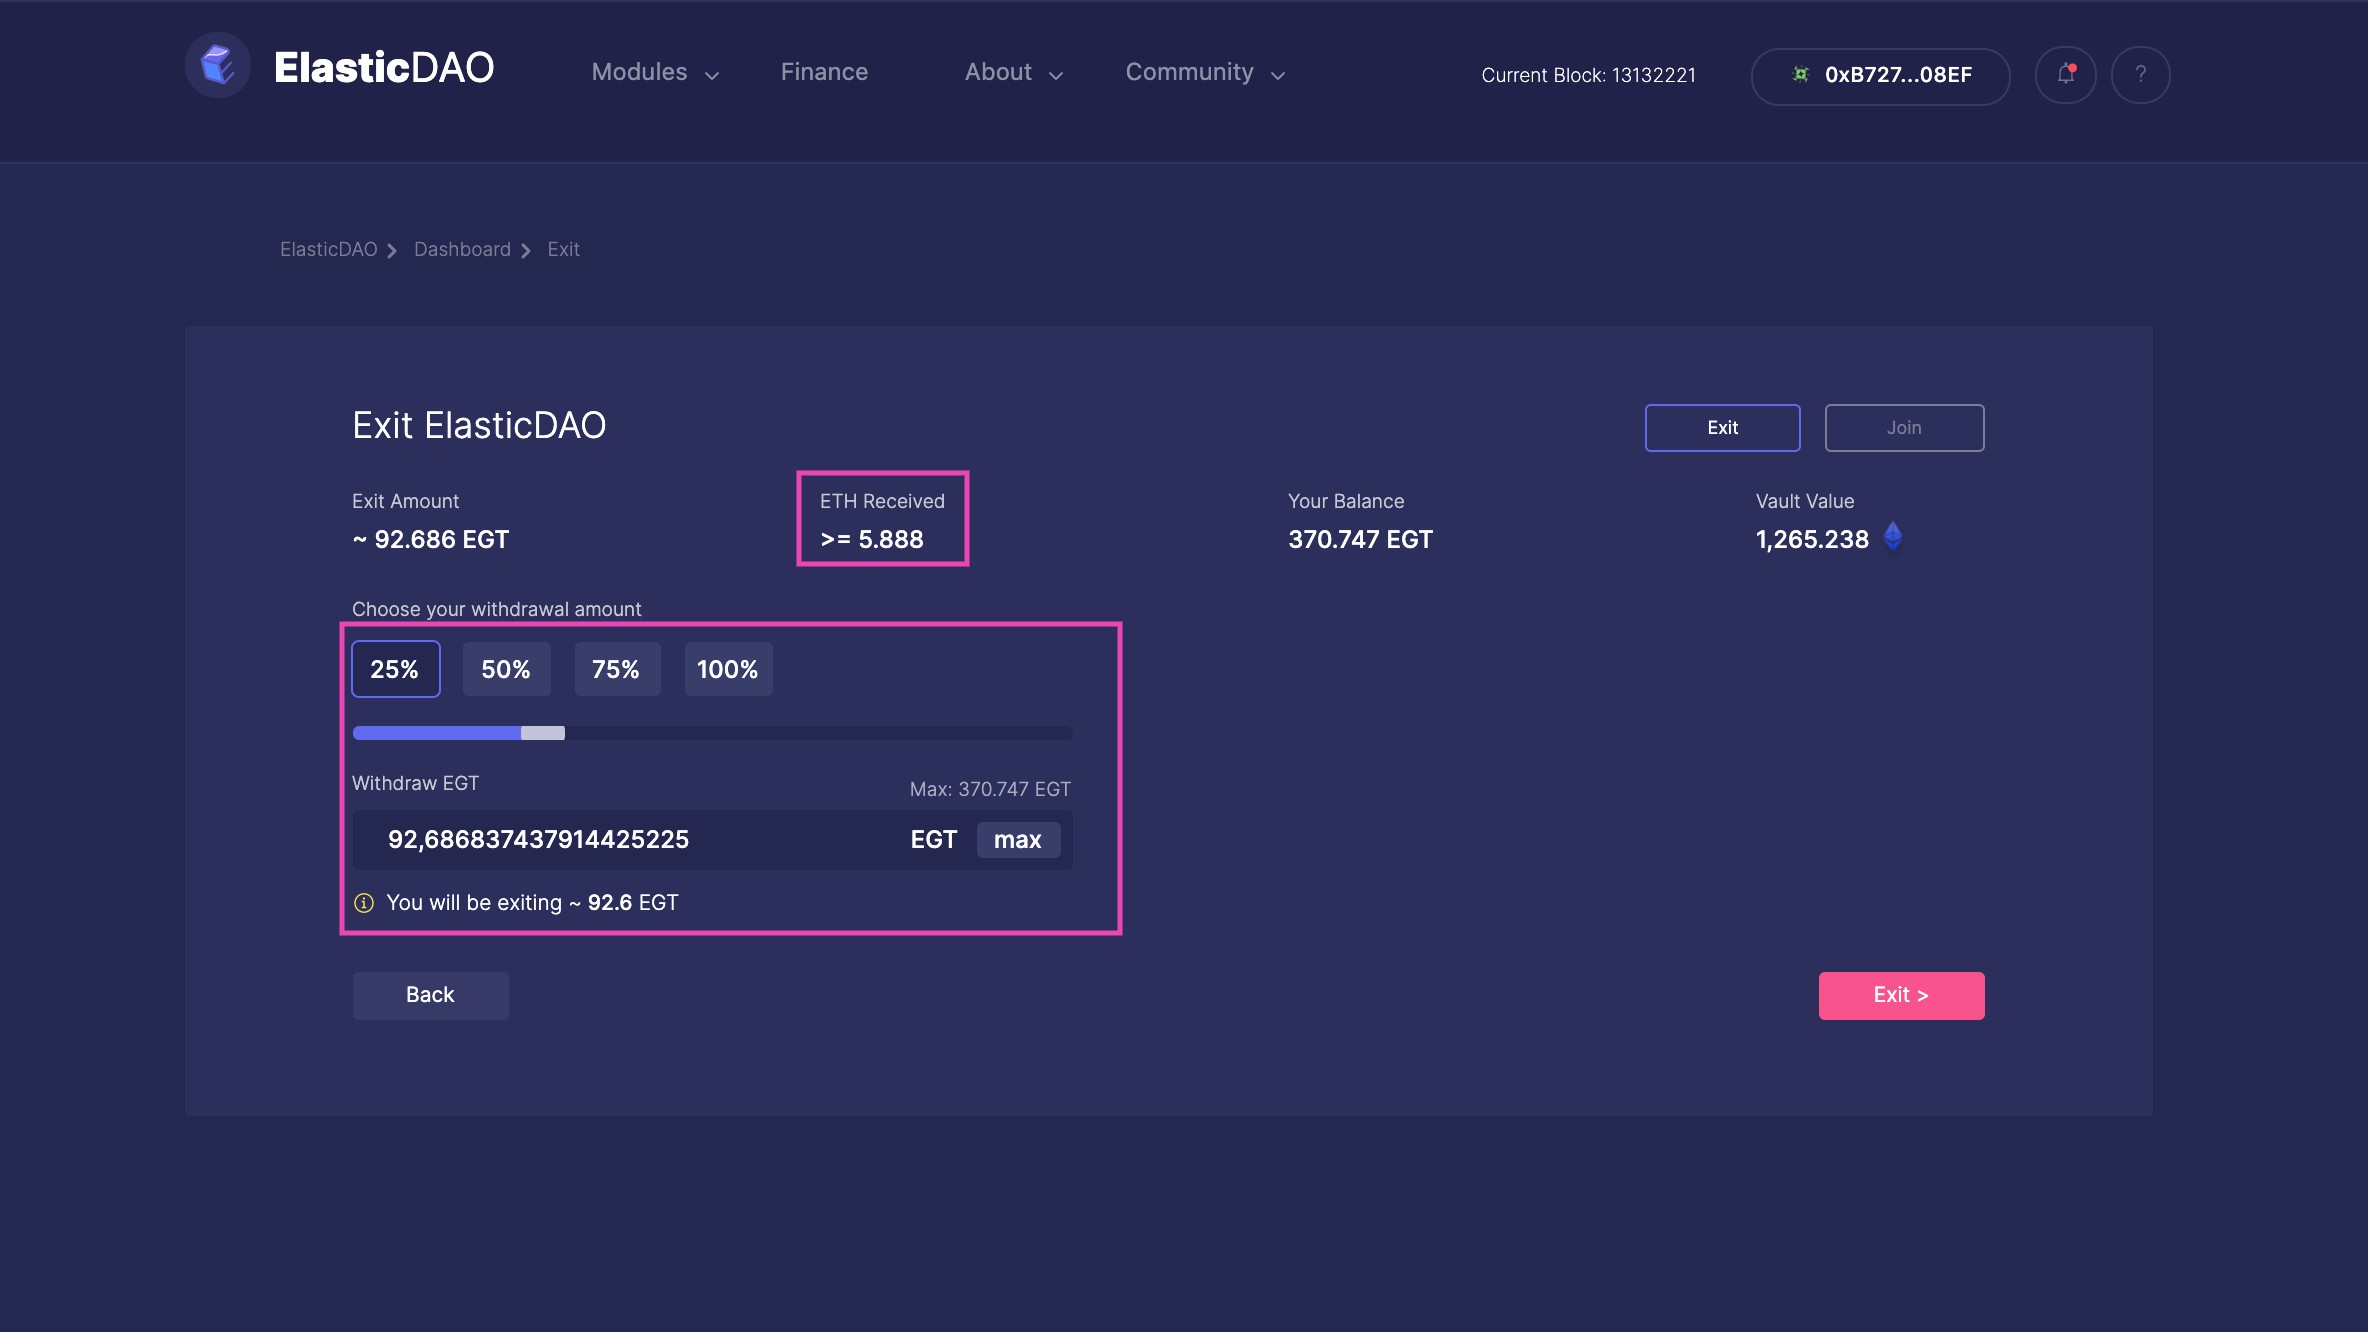 ElasticDAO
Modules
Finance
About
Community
Current Block: 13132221
0xB727...08EF
?
ElasticDAO
Dashboard
Exit
Exit ElasticDAO
Exit
Join
Exit Amount
~ 92.686 EGT
ETH Received
>= 5.888
Your Balance
370.747 EGT
Vault Value
1,265.238
Choose your withdrawal amount
25%
50%
75%
100%
Withdraw EGT
Max: 370.747 EGT
92,686837437914425225
EGT
max
You will be exiting ~ 92.6 EGT
Back
Exit >